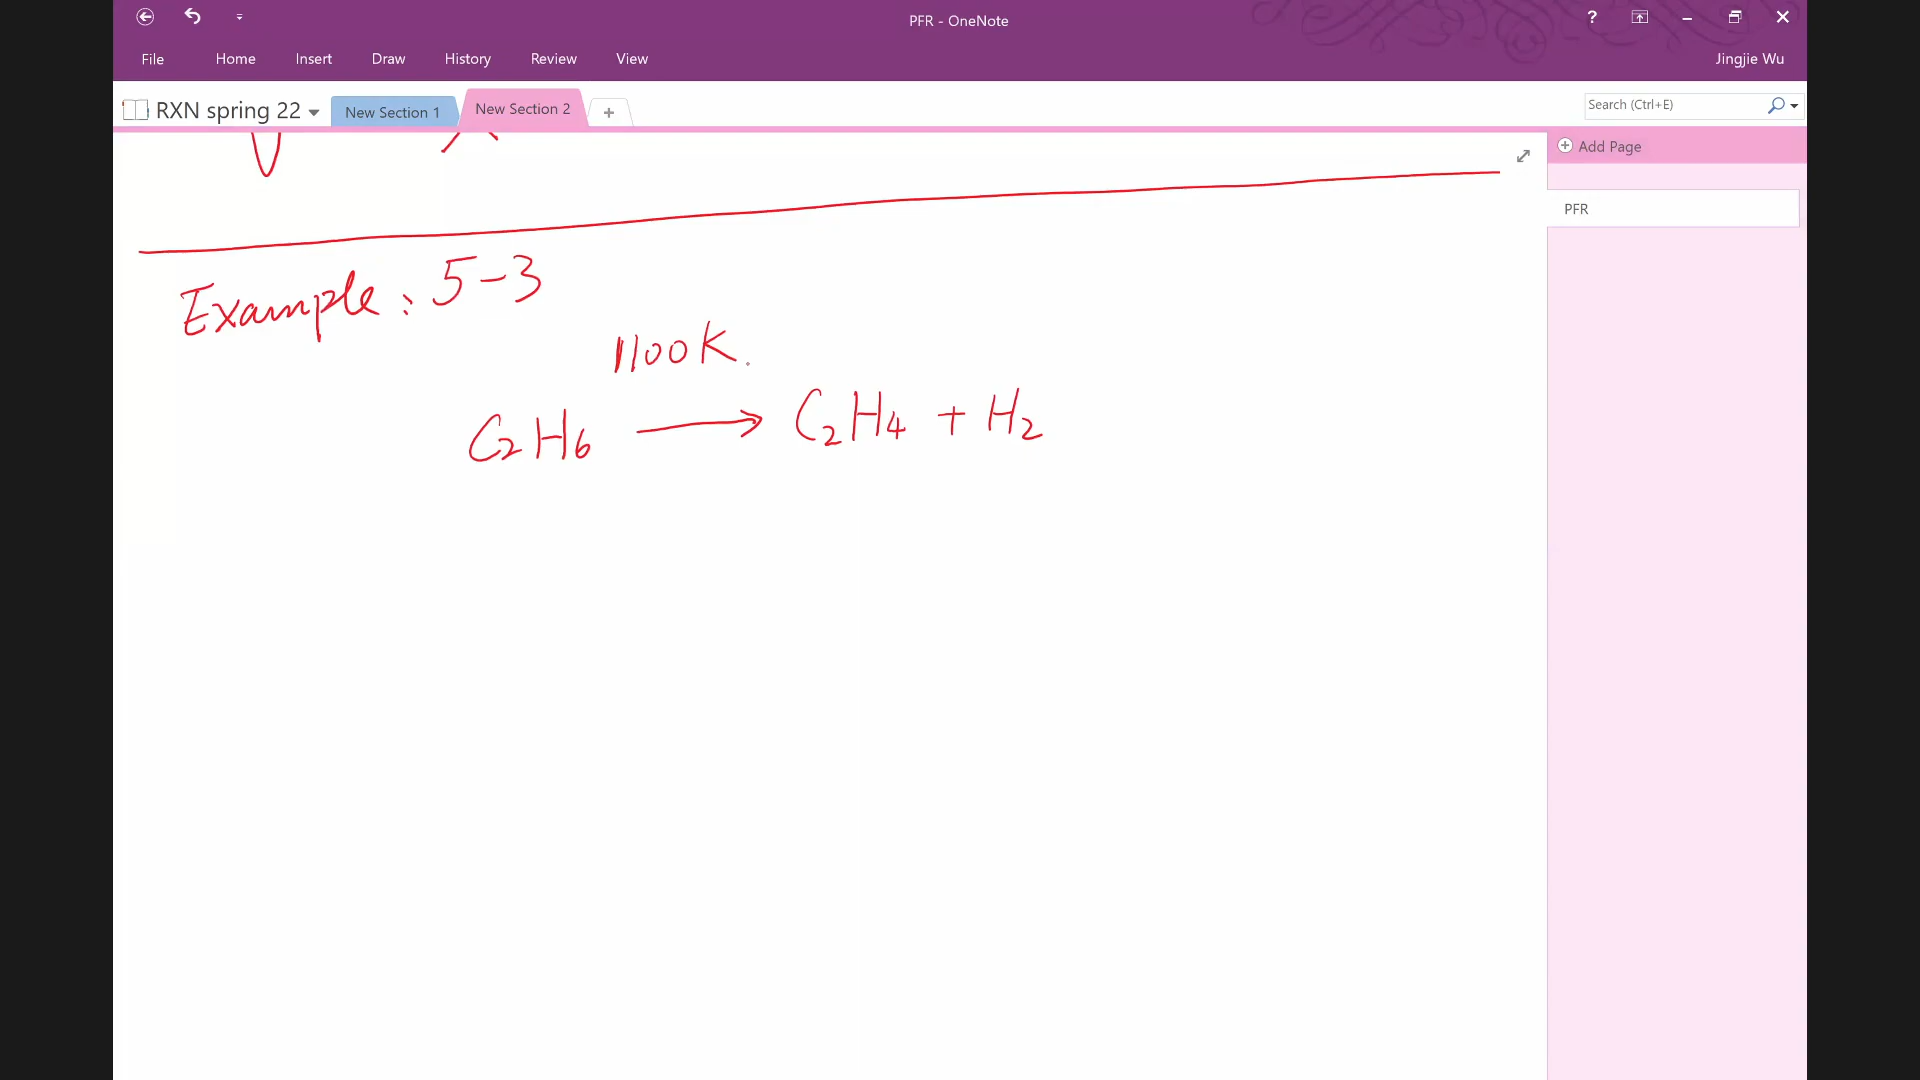 PFR - OneNote
?
File Home Insert Draw History Review View
Jingjie Wu
RXN spring 22
New Section 1
New Section 2
+
Search (Ctrl+E)
Add Page
PFR
Example: 5-3
1100K.
C₂H₆ → C₂H₄ + H₂